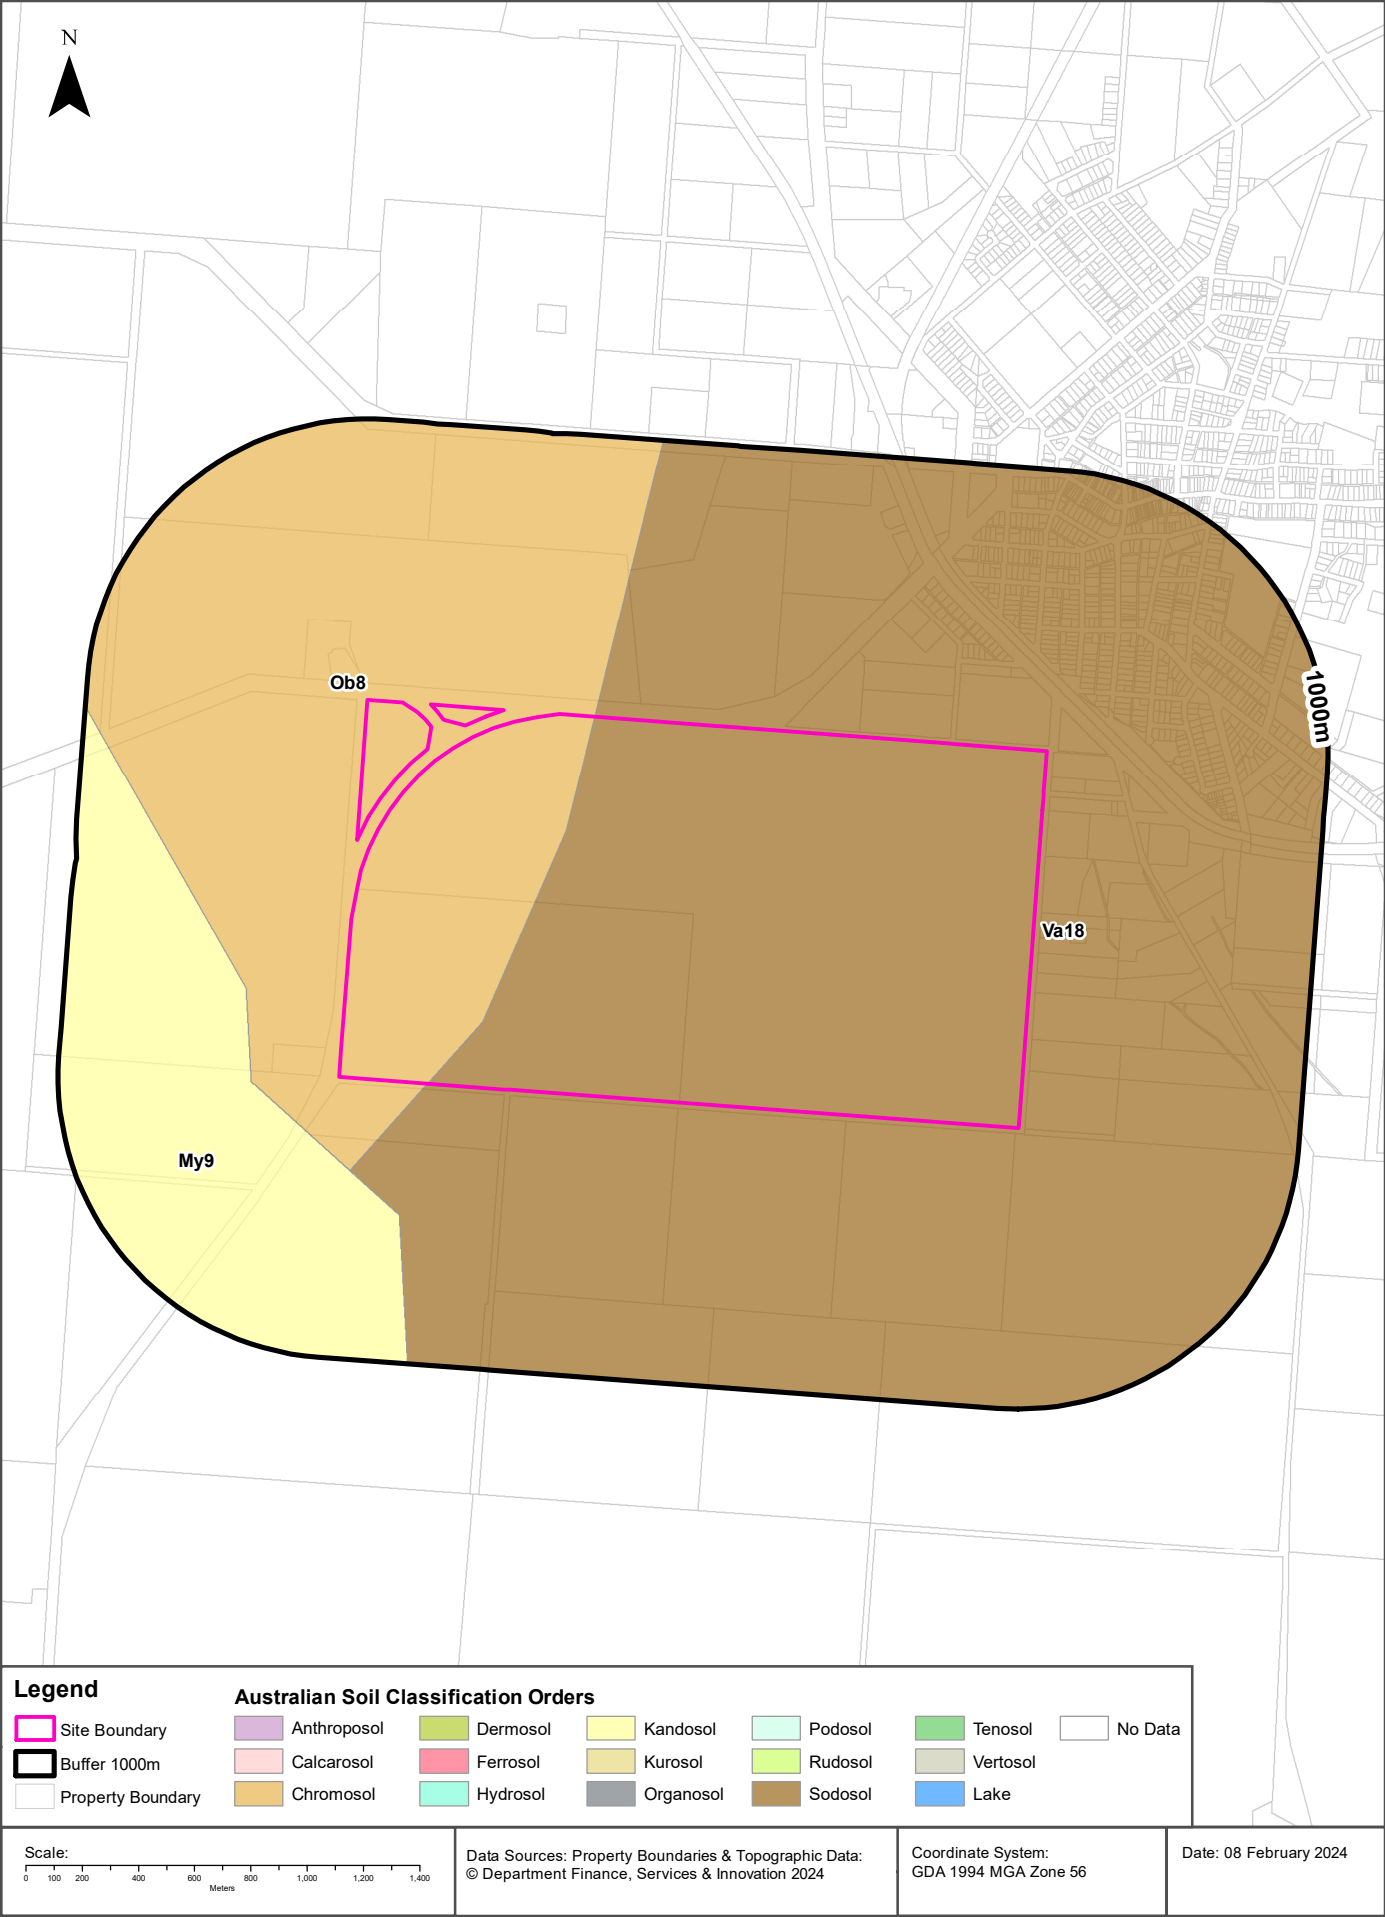 N
Ob8
1000m
Va18
My9
Legend
Site Boundary
Buffer 1000m
Property Boundary
Australian Soil Classification Orders
Anthroposol
Calcarosol
Chromosol
Dermosol
Ferrosol
Hydrosol
Kandosol
Kurosol
Organosol
Podosol
Rudosol
Sodosol
Tenosol
Vertosol
Lake
No Data
Scale:
0 100 200 400 600 800 1,000 1,200 1,400
Meters
Data Sources: Property Boundaries & Topographic Data:
© Department Finance, Services & Innovation 2024
Coordinate System:
GDA 1994 MGA Zone 56
Date: 08 February 2024